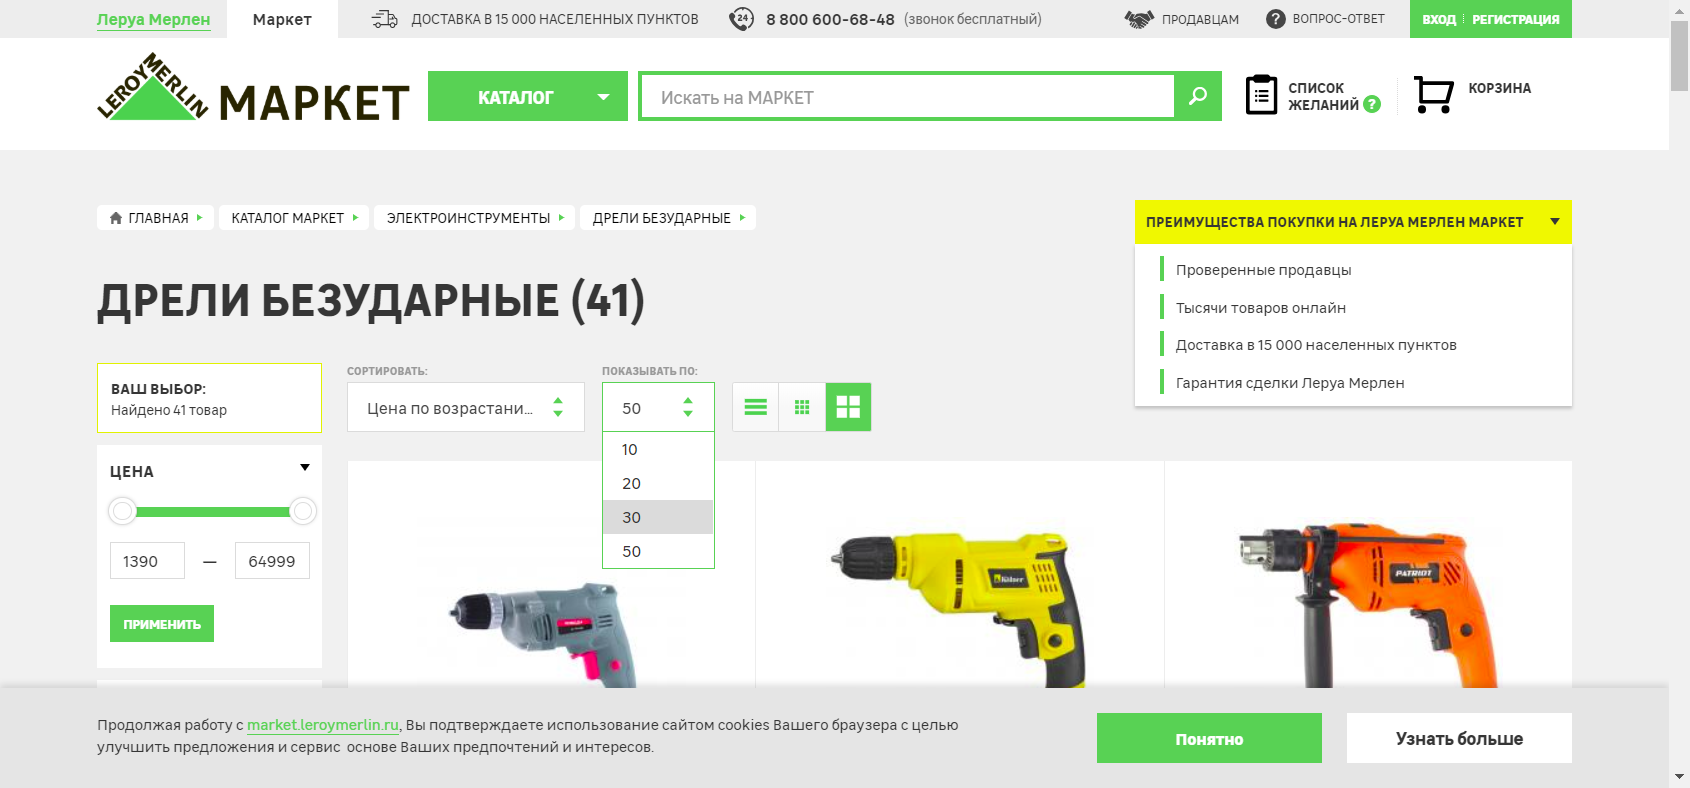 Леруа Мерлен
Маркет
ДОСТАВКА В 15 000 НАСЕЛЕННЫХ ПУНКТОВ
24
8 800 600-68-48 (звонок бесплатный)
ПРОДАВЦАМ
? ВОПРОС-ОТВЕТ
ВХОД
РЕГИСТРАЦИЯ
LEROY MERLIN
МАРКЕТ
КАТАЛОГ
Искать на МАРКЕТ
СПИСОК
ЖЕЛАНИЙ ?
КОРЗИНА
ГЛАВНАЯ
КАТАЛОГ МАРКЕТ
ЭЛЕКТРОИНСТРУМЕНТЫ
ДРЕЛИ БЕЗУДАРНЫЕ
ПРЕИМУЩЕСТВА ПОКУПКИ НА ЛЕРУА МЕРЛЕН МАРКЕТ
Проверенные продавцы
Тысячи товаров онлайн
Доставка в 15 000 населенных пунктов
Гарантия сделки Леруа Мерлен
ДРЕЛИ БЕЗУДАРНЫЕ (41)
ВАШ ВЫБОР:
Найдено 41 товар
СОРТИРОВАТЬ:
Цена по возрастани...
ПОКАЗЫВАТЬ ПО:
50
10
20
30
50
ЦЕНА
1390 — 64999
ПРИМЕНИТЬ
Kolner
PATRIOT
Продолжая работу с market.leroymerlin.ru, Вы подтверждаете использование сайтом cookies Вашего браузера с целью
улучшить предложения и сервис основе Ваших предпочтений и интересов.
Понятно
Узнать больше